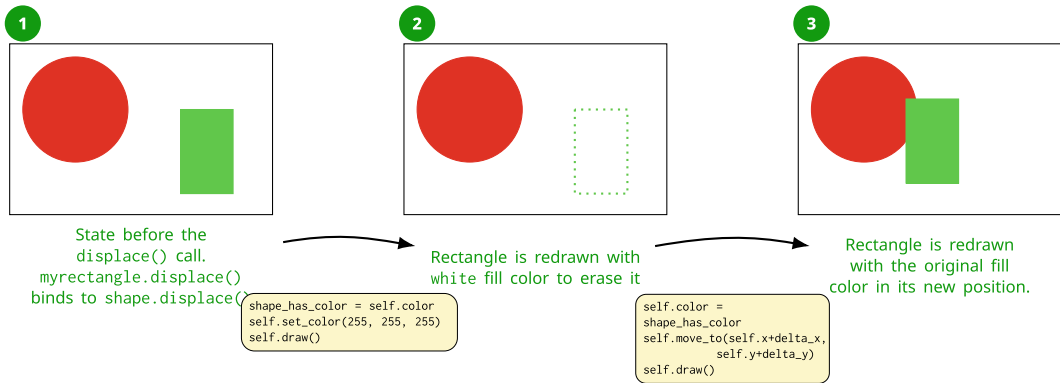 1
2
3
State before the
displace() call.
myrectangle.displace()
binds to shape.displace()
Rectangle is redrawn with
white fill color to erase it
Rectangle is redrawn
with the original fill
color in its new position.
shape_has_color = self.color
self.set_color(255, 255, 255)
self.draw()
self.color =
shape_has_color
self.move_to(self.x+delta_x,
self.y+delta_y)
self.draw()